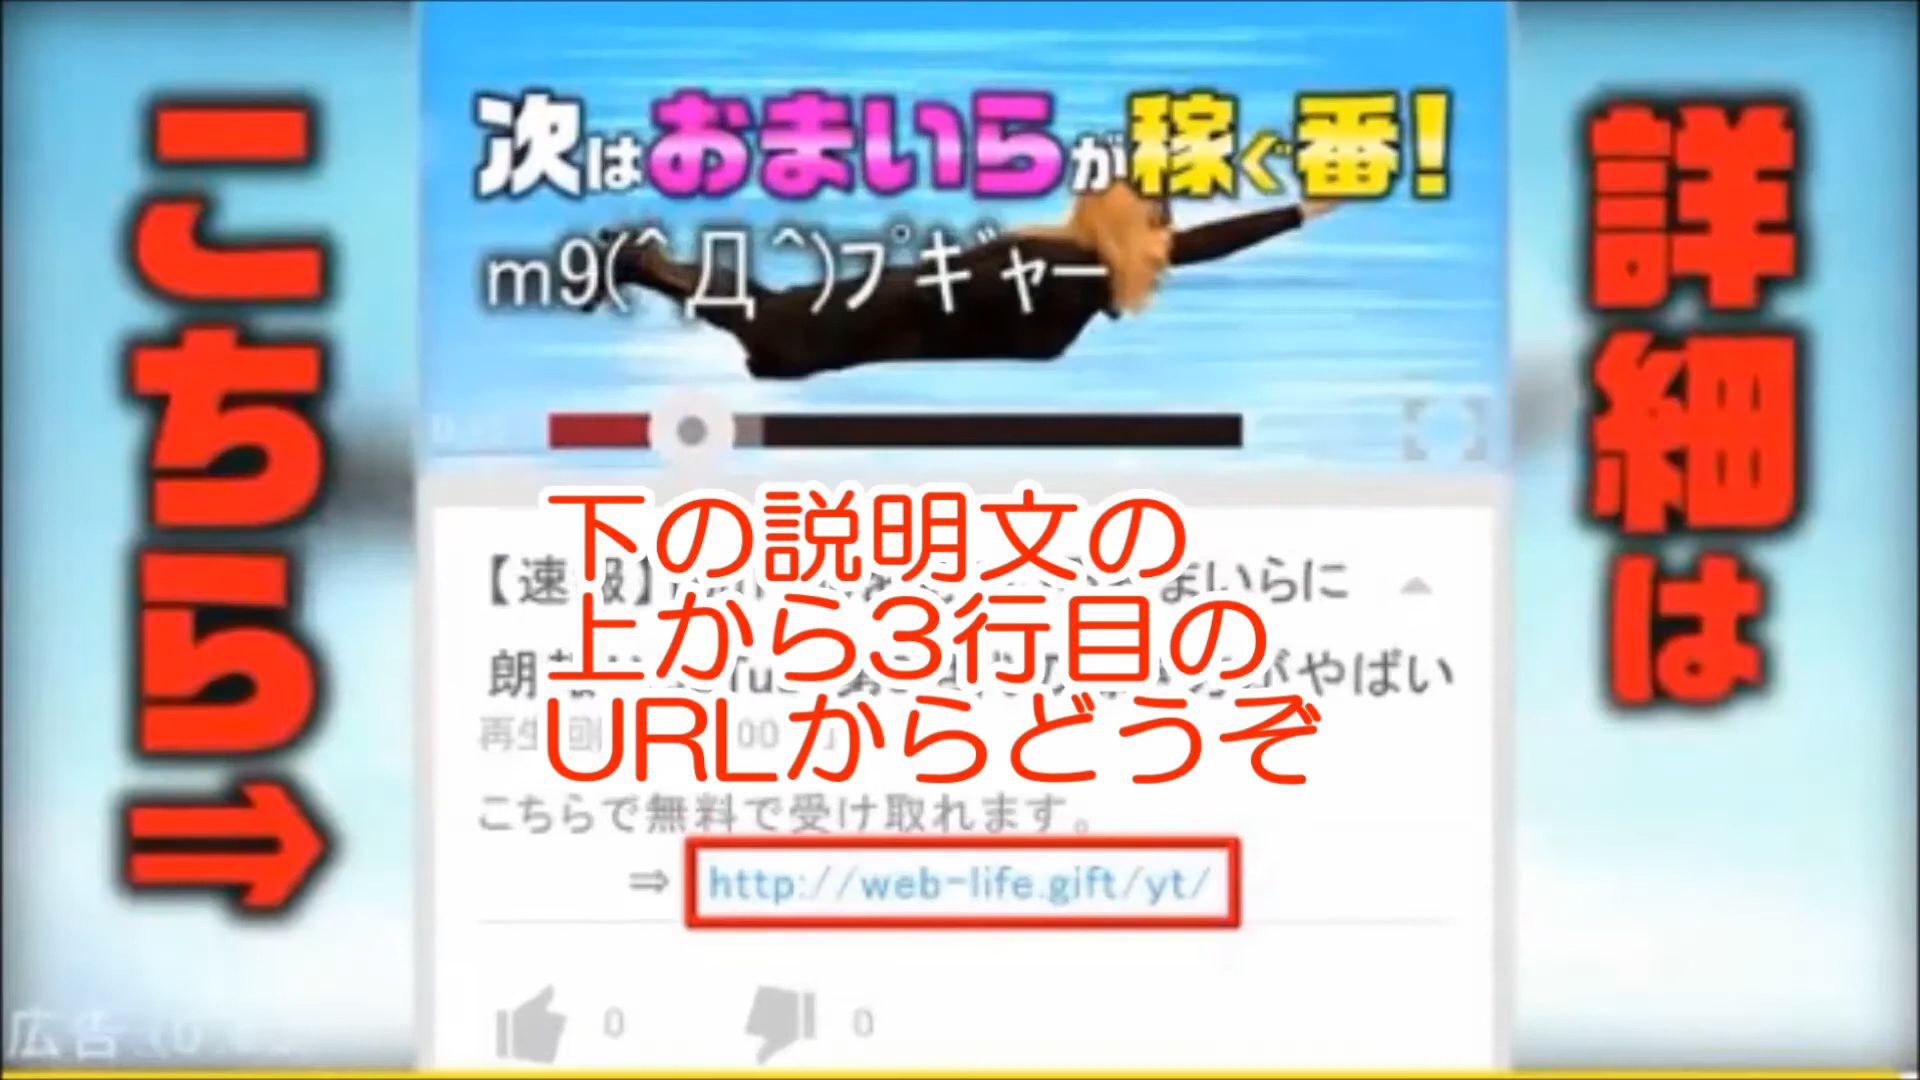 詳細は
こちら⇒
次はおまいらが稼ぐ番！
m9(^Д^)ﾌﾟｷﾞｬー
下の説明文の
上から3行目の
URLからどうぞ
【速報】
まいらに
がやばい
こちらで無料で受け取れます。
⇒ http://web-life.gift/yt/
0 0
広告